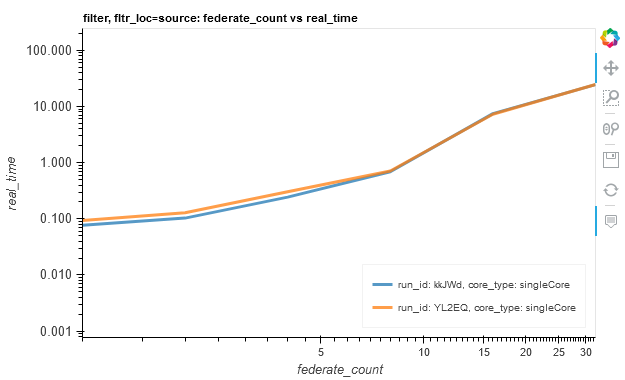 filter, fltr_loc=source: federate_count vs real_time
100.000
10.000
1.000
0.100
0.010
0.001
real_time
run_id: kkJWd, core_type: singleCore
run_id: YL2EQ, core_type: singleCore
5
10
15
20
25
30
federate_count